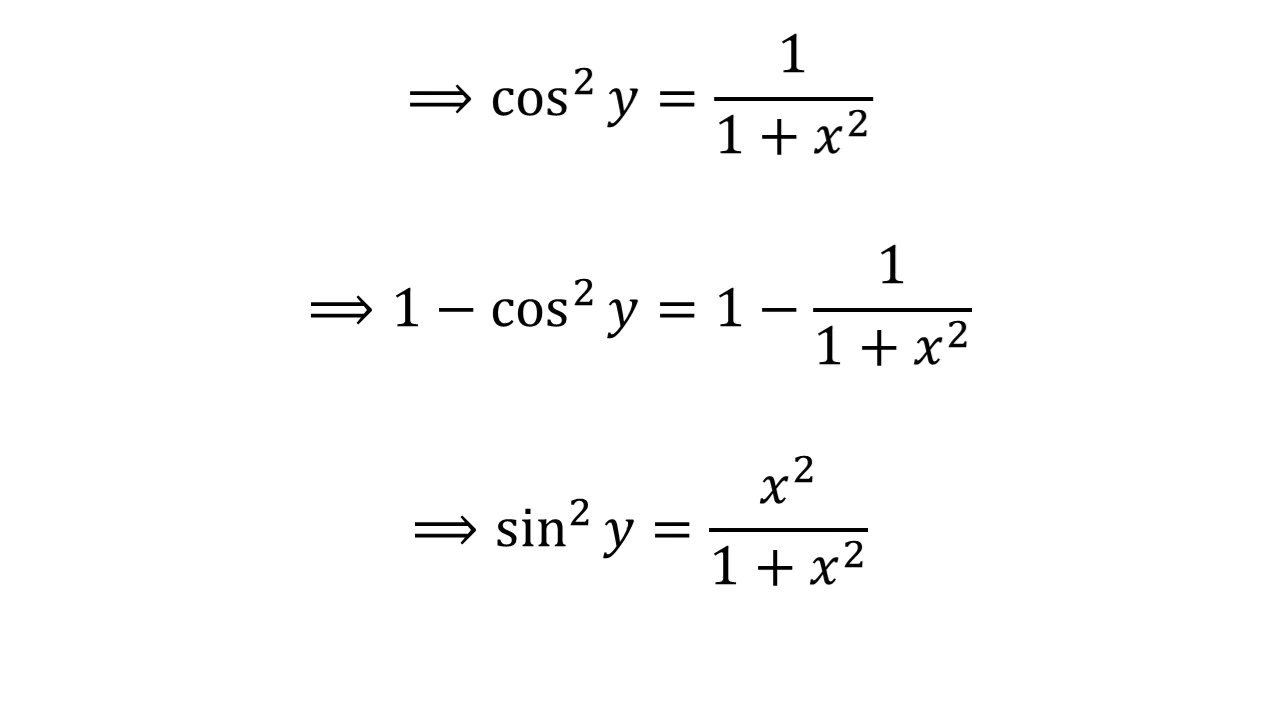 ⟹ cos² y = 1/(1 + x²)
⟹ 1 − cos² y = 1 − 1/(1 + x²)
⟹ sin² y = x²/(1 + x²)